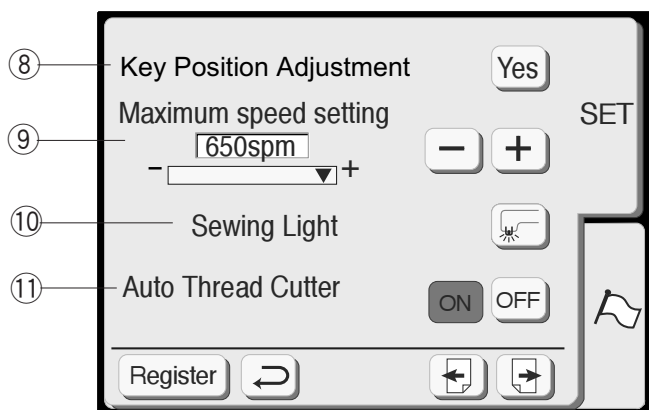 ⑧ Key Position Adjustment Yes
Maximum speed setting SET
⑨ 650spm
- + − +
⑩ Sewing Light
⑪ Auto Thread Cutter ON OFF
Register